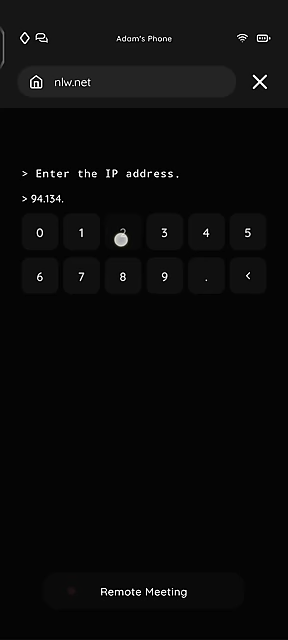 Adam's Phone
nlw.net
> Enter the IP address.
> 94.134.
0 1 2 3 4 5
6 7 8 9 . <
Remote Meeting